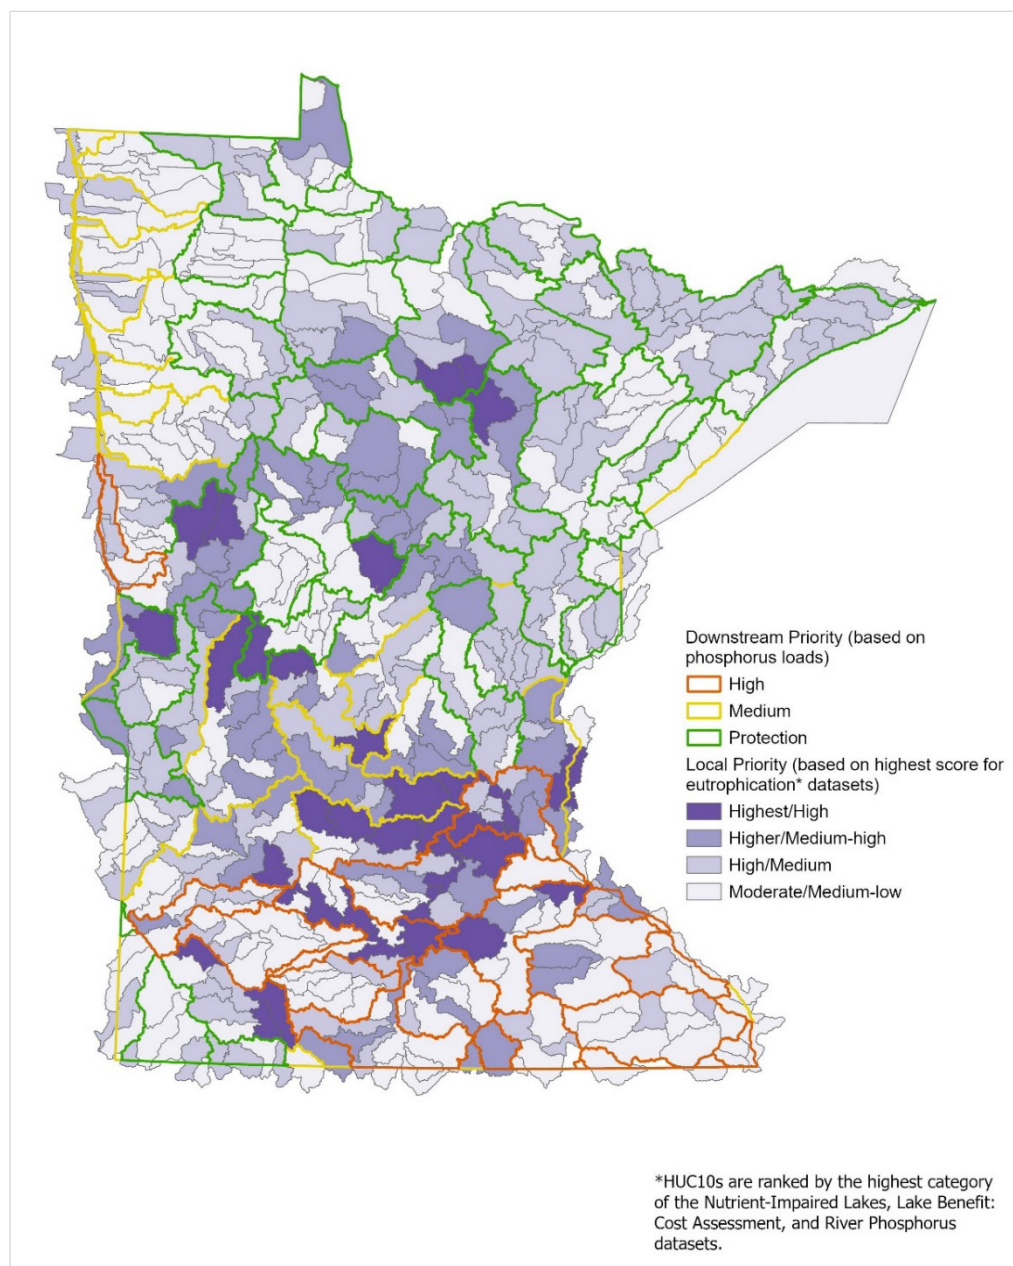 Downstream Priority (based on
phosphorus loads)
High
Medium
Protection
Local Priority (based on highest score for
eutrophication* datasets)
Highest/High
Higher/Medium-high
High/Medium
Moderate/Medium-low
*HUC10s are ranked by the highest category
of the Nutrient-Impaired Lakes, Lake Benefit:
Cost Assessment, and River Phosphorus
datasets.